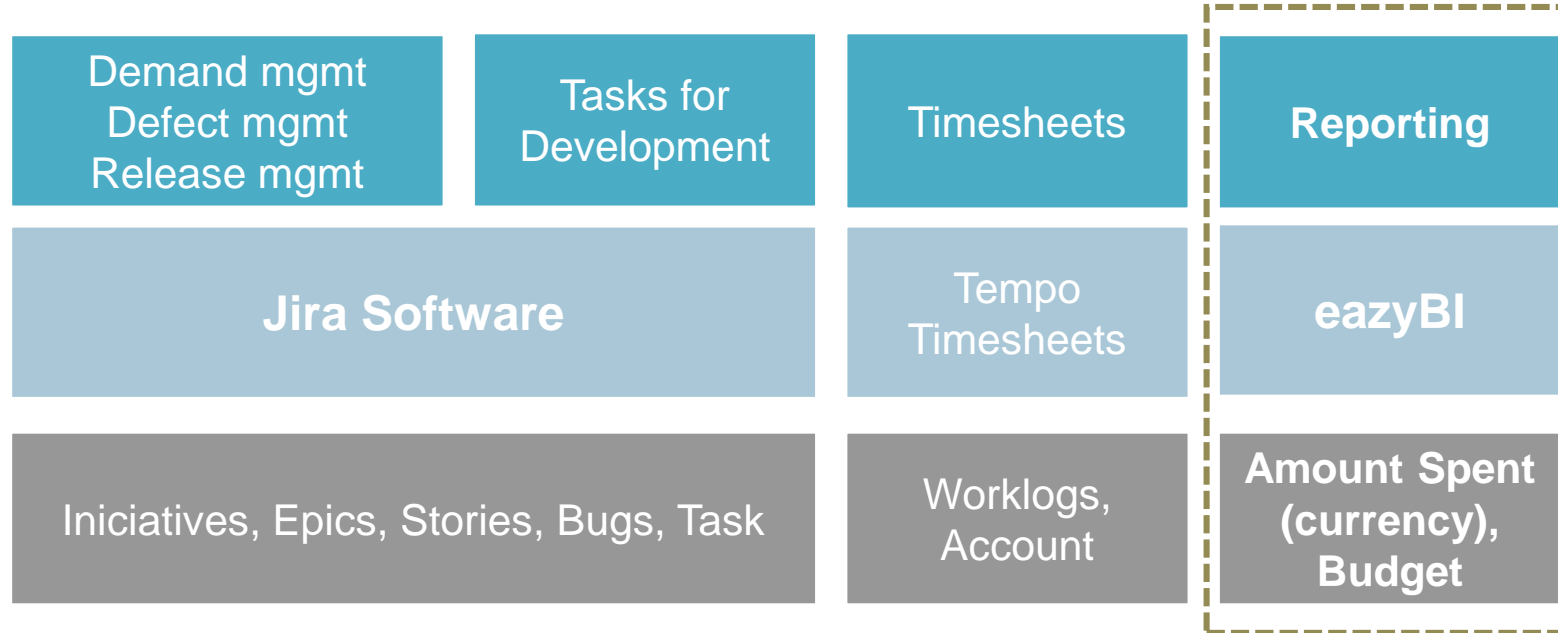 Demand mgmt
Defect mgmt
Release mgmt
Tasks for
Development
Timesheets
Reporting
Jira Software
Tempo
Timesheets
eazyBI
Iniciatives, Epics, Stories, Bugs, Task
Worklogs,
Account
Amount Spent
(currency),
Budget